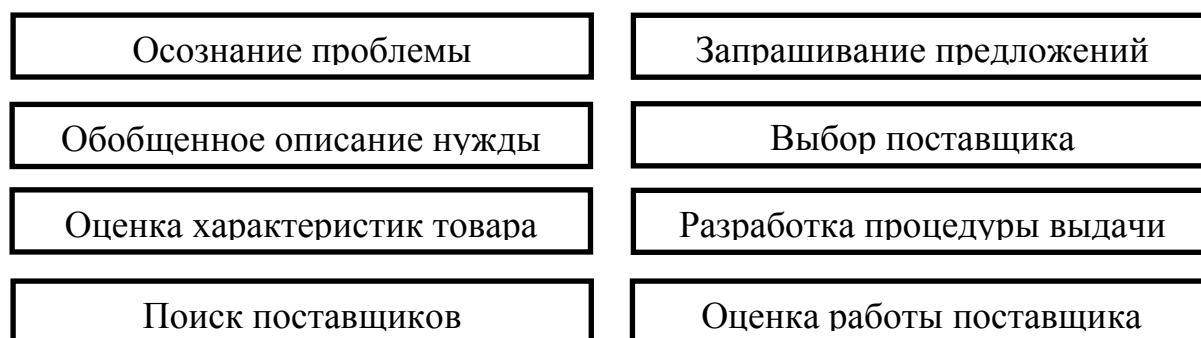 Осознание проблемы
Обобщенное описание нужды
Оценка характеристик товара
Поиск поставщиков
Запрашивание предложений
Выбор поставщика
Разработка процедуры выдачи
Оценка работы поставщика